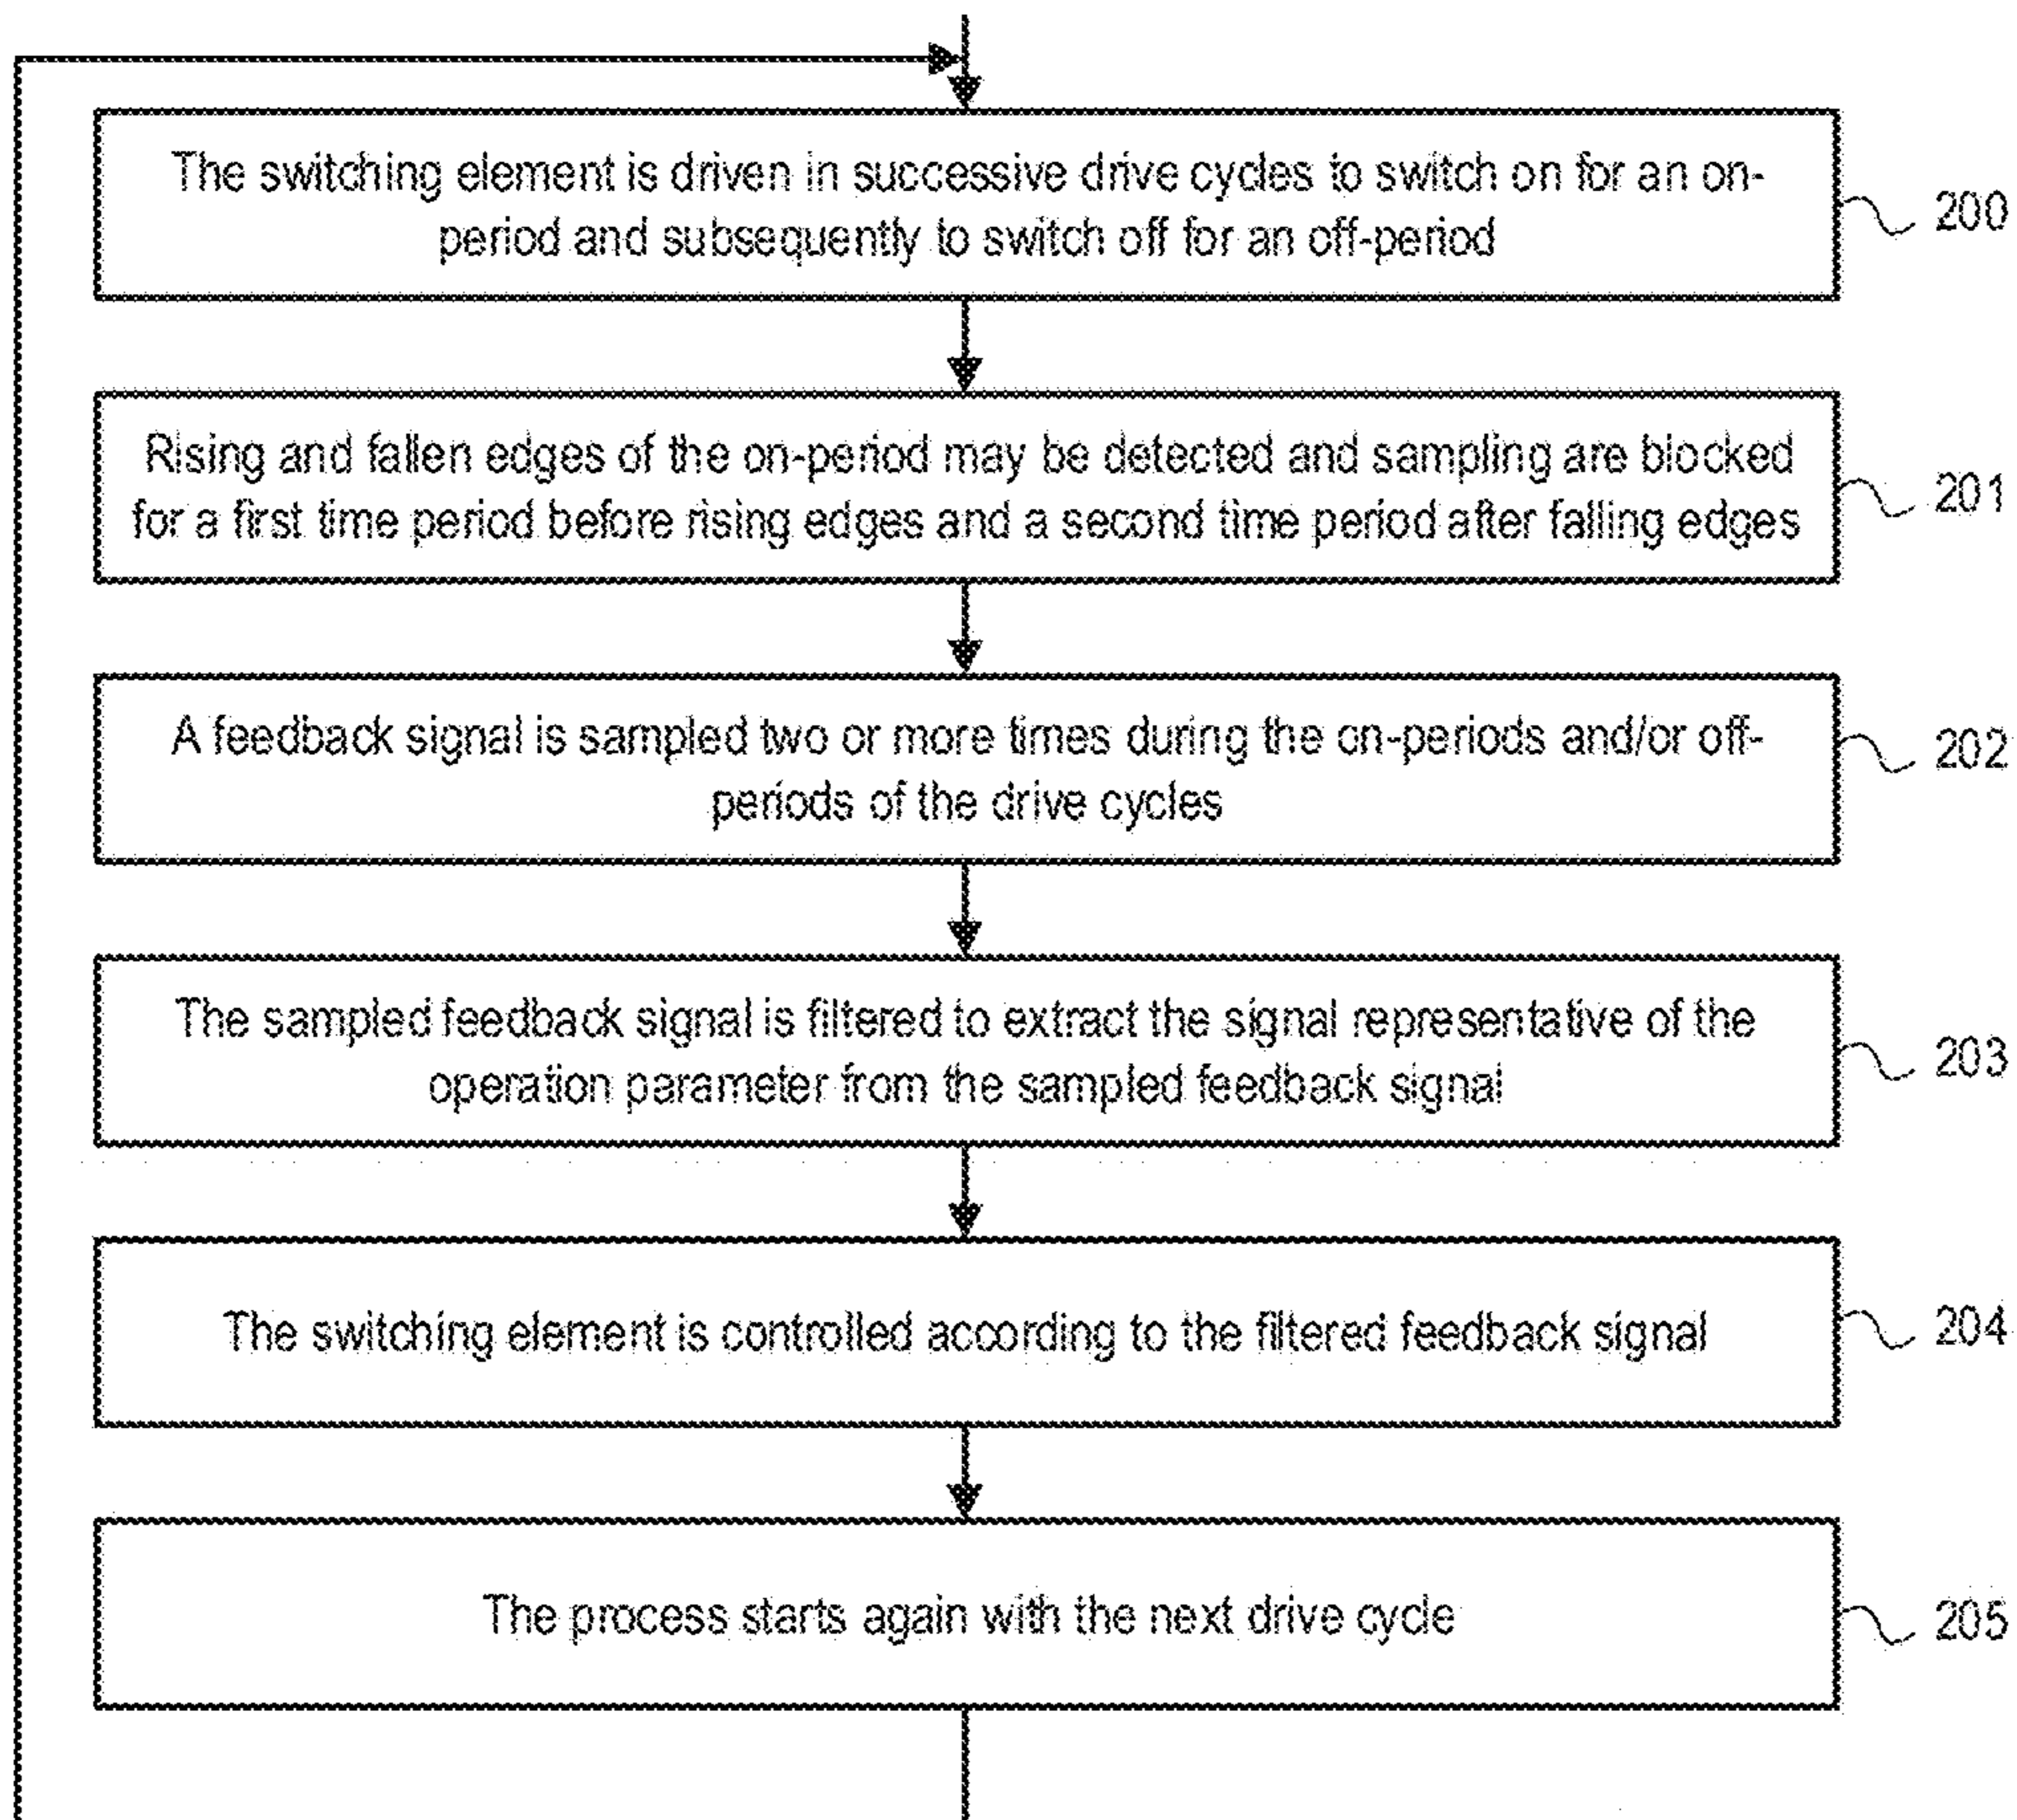 The switching element is driven in successive drive cycles to switch on for an on-
period and subsequently to switch off for an off-period
200
Rising and fallen edges of the on-period may be detected and sampling are blocked
for a first time period before rising edges and a second time period after falling edges
201
A feedback signal is sampled two or more times during the on-periods and/or off-
periods of the drive cycles
202
The sampled feedback signal is filtered to extract the signal representative of the
operation parameter from the sampled feedback signal
203
The switching element is controlled according to the filtered feedback signal
204
The process starts again with the next drive cycle
205